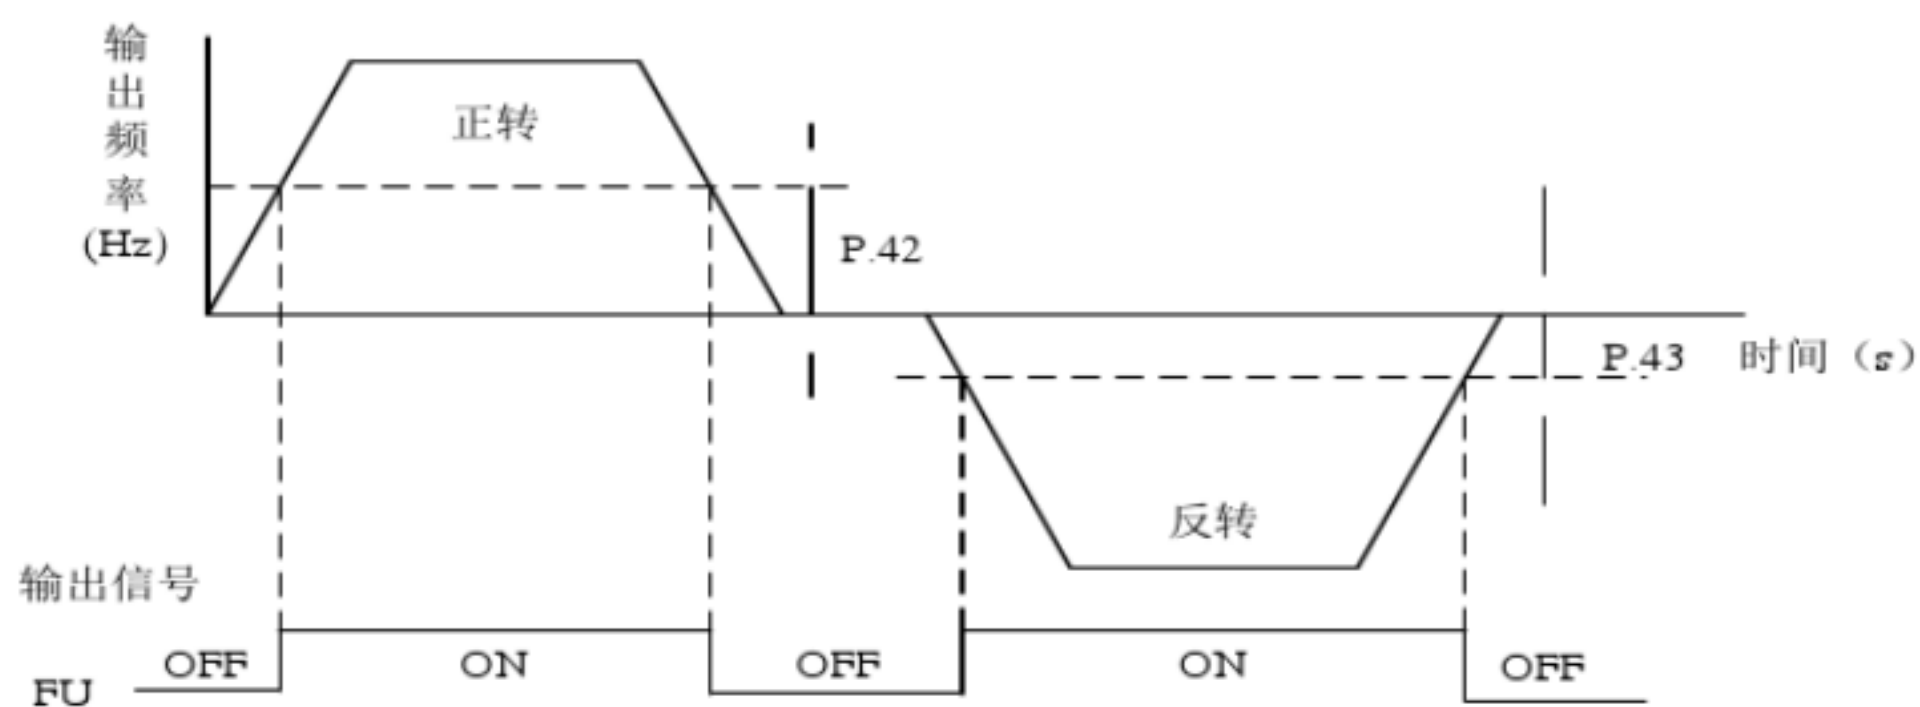 输出频率
(Hz)
正转
P.42
P.43
时间（s）
反转
输出信号
OFF
ON
OFF
ON
OFF
FU